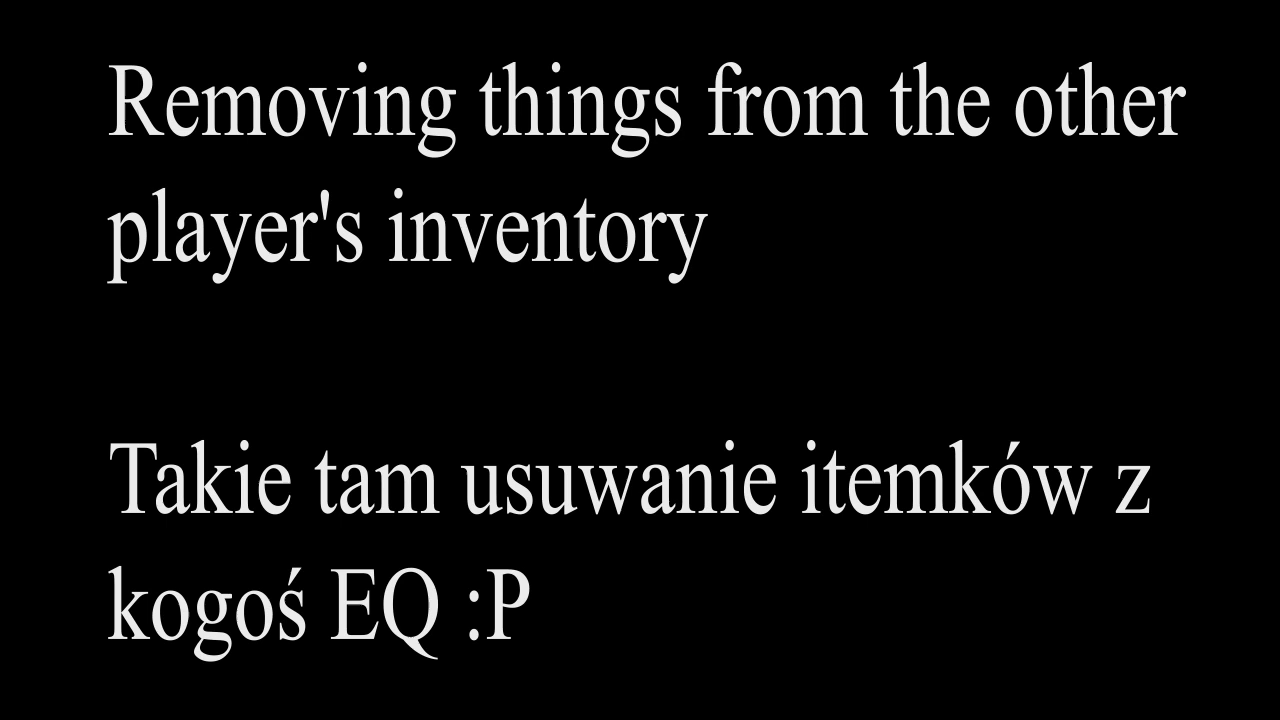 Removing things from the other
player's inventory
Takie tam usuwanie itemków z
kogoś EQ :P